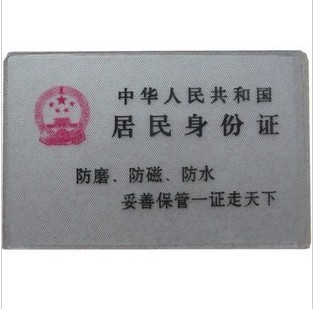 中华人民共和国
居民身份证
防磨、防磁、防水
妥善保管一证走天下